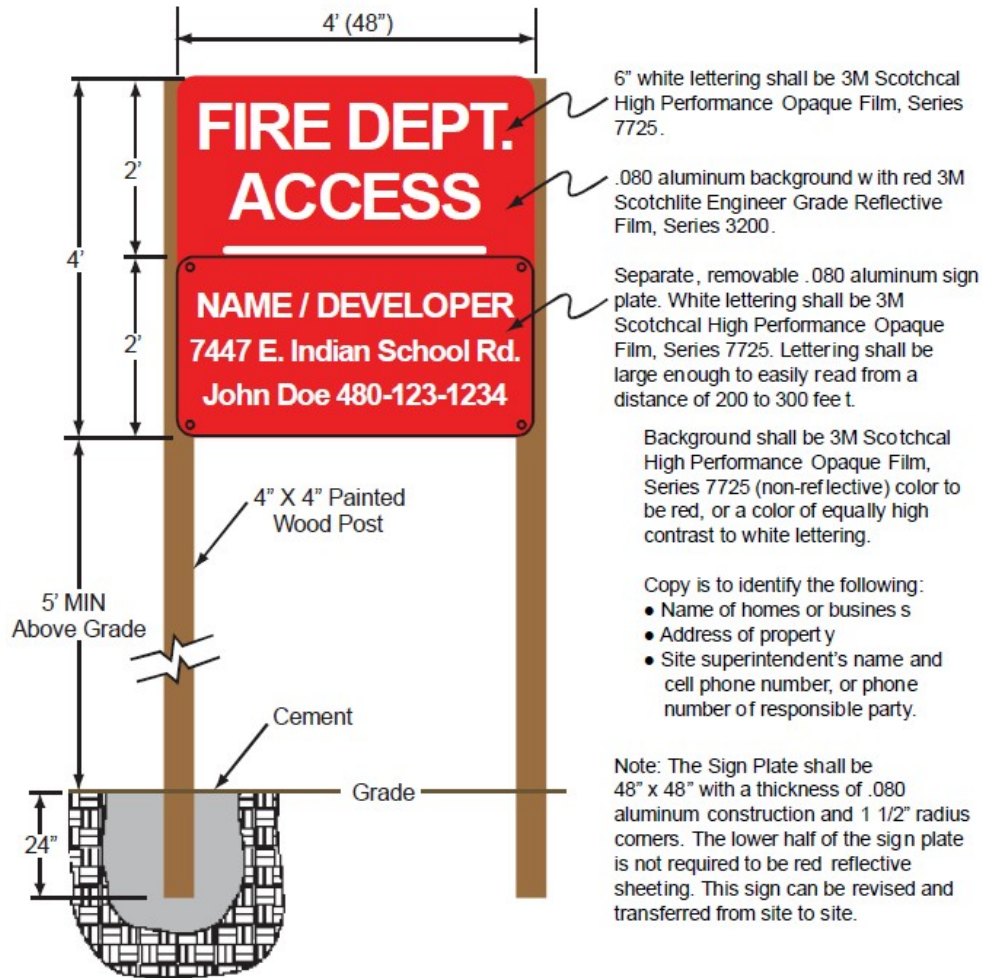 4' (48”)
FIRE DEPT.
ACCESS
2'
4'
2'
NAME / DEVELOPER
7447 E. Indian School Rd.
John Doe 480-123-1234
4” X 4” Painted
Wood Post
5' MIN
Above Grade
Cement
Grade
24”
6” white lettering shall be 3M Scotchcal
High Performance Opaque Film, Series
7725.
.080 aluminum background with red 3M
Scotchlite Engineer Grade Reflective
Film, Series 3200.
Separate, removable .080 aluminum sign
plate. White lettering shall be 3M
Scotchcal High Performance Opaque
Film, Series 7725. Lettering shall be
large enough to easily read from a
distance of 200 to 300 feet.
Background shall be 3M Scotchcal
High Performance Opaque Film,
Series 7725 (non-reflective) color to
be red, or a color of equally high
contrast to white lettering.
Copy is to identify the following:
● Name of homes or business
● Address of property
● Site superintendent's name and
cell phone number, or phone
number of responsible party.
Note: The Sign Plate shall be
48” x 48” with a thickness of .080
aluminum construction and 1 1/2” radius
corners. The lower half of the sign plate
is not required to be red reflective
sheeting. This sign can be revised and
transferred from site to site.